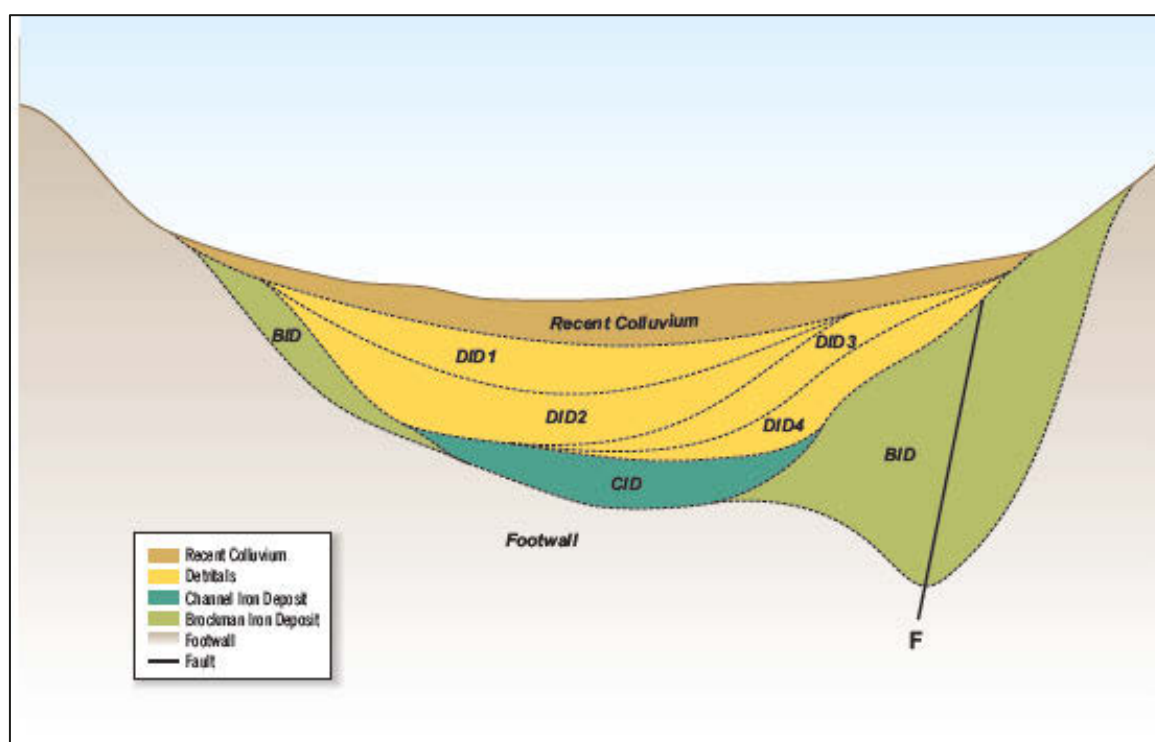 BID
Recent Colluvium
DID1
DID3
DID2
DID4
BID
CID
Footwall
F
Recent Colluvium
Detritals
Channel Iron Deposit
Brockman Iron Deposit
Footwall
Fault